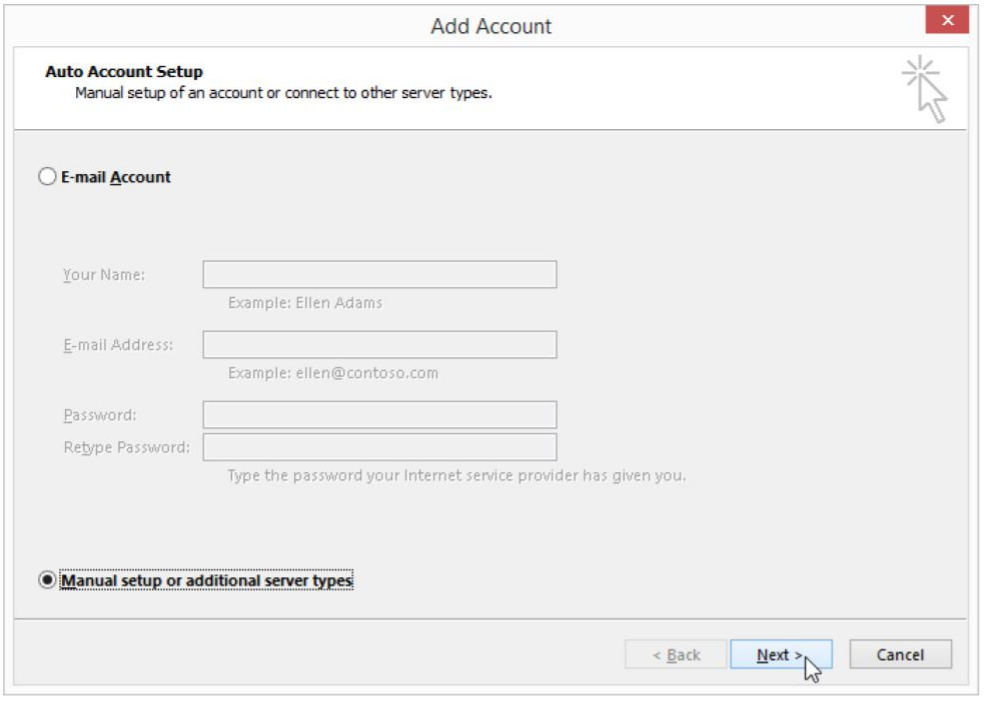 Add Account
Auto Account Setup
Manual setup of an account or connect to other server types.
E-mail Account
Your Name:
Example: Ellen Adams
E-mail Address:
Example: ellen@contoso.com
Password:
Retype Password:
Type the password your Internet service provider has given you.
Manual setup or additional server types
< Back Next > Cancel